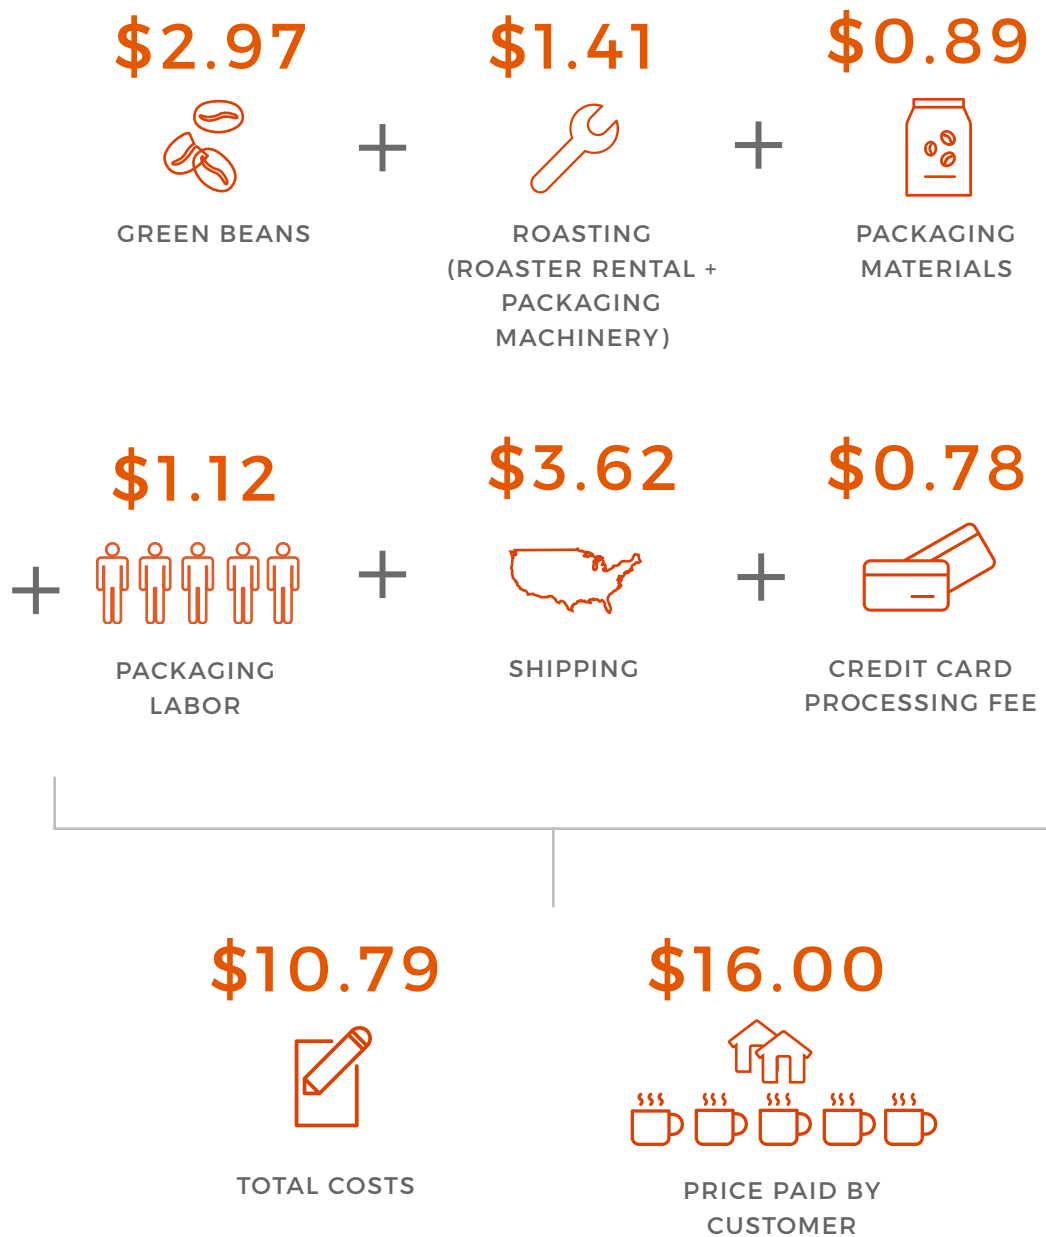 $2.97
+
$1.41
+
$0.89
GREEN BEANS
ROASTING
(ROASTER RENTAL +
PACKAGING
MACHINERY)
PACKAGING
MATERIALS
+
$1.12
+
$3.62
+
$0.78
PACKAGING
LABOR
SHIPPING
CREDIT CARD
PROCESSING FEE
$10.79
TOTAL COSTS
$16.00
PRICE PAID BY
CUSTOMER